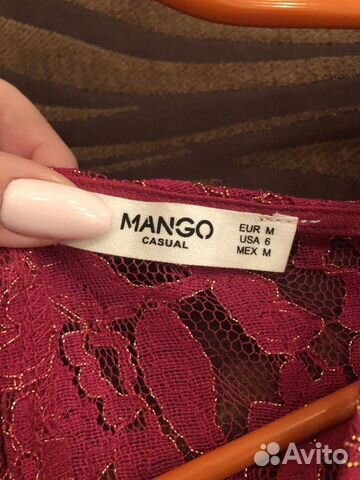 MANGO
CASUAL
EUR M
USA 6
MEX M
Avito